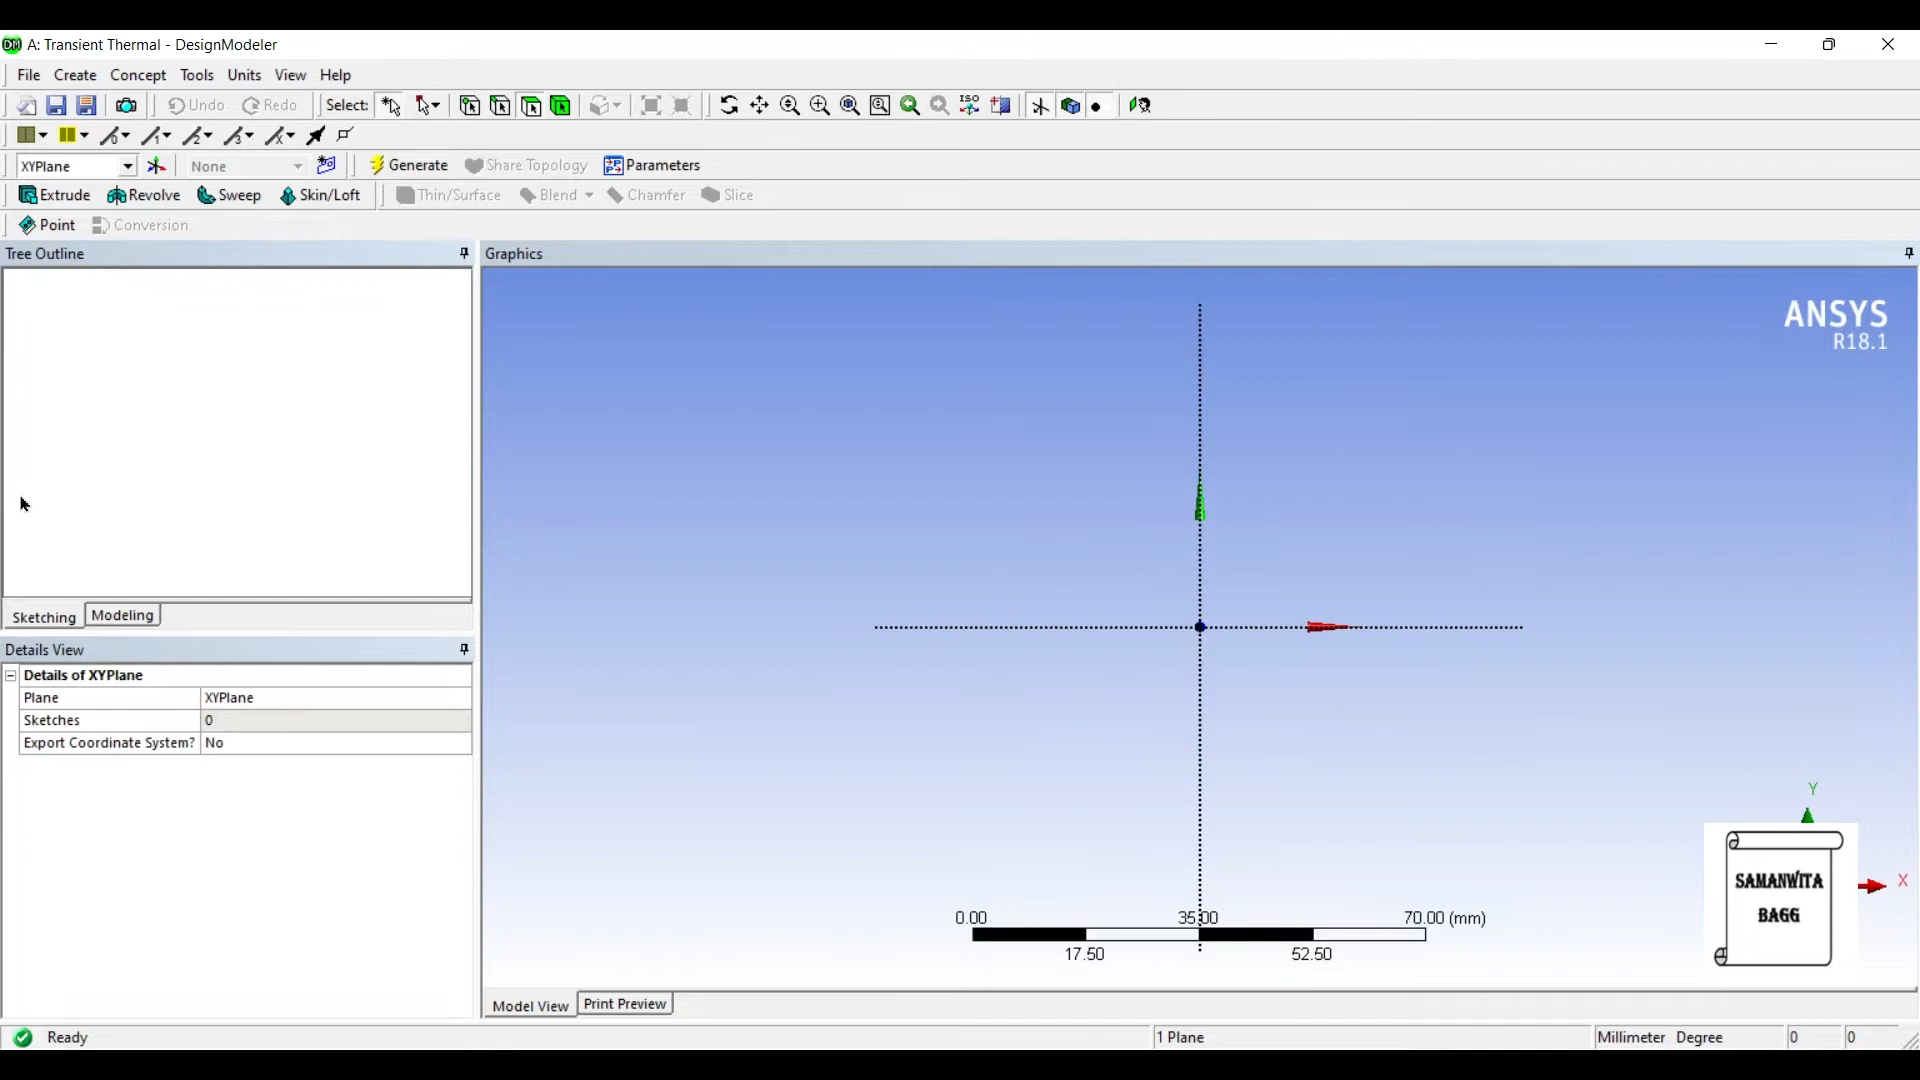 DM A: Transient Thermal - DesignModeler
File Create Concept Tools Units View Help
Undo Redo Select: ISO
XYPlane None Generate Share Topology Parameters
Extrude Revolve Sweep Skin/Loft Thin/Surface Blend Chamfer Slice
Point Conversion
Tree Outline
Graphics
ANSYS
R18.1
Sketching Modeling
Details View
Details of XYPlane
Plane XYPlane
Sketches 0
Export Coordinate System? No
Y
X
SAMANWITA
BAGG
0.00 35.00 70.00 (mm)
17.50 52.50
Model View Print Preview
Ready 1 Plane Millimeter Degree 0 0